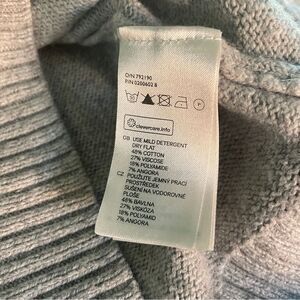 O/N 792190
P/N 0200602 8
clevercare.info
GB USE MILD DETERGENT
DRY FLAT
48% COTTON
27% VISCOSE
18% POLYAMIDE
7% ANGORA
CZ POUŽIJTE JEMNÝ PRACÍ
PROSTŘEDEK
SUŠENÍ NA VODOROVNÉ
PLOŠE
48% BAVLNA
27% VISKÓZA
18% POLYAMID
7% ANGORA